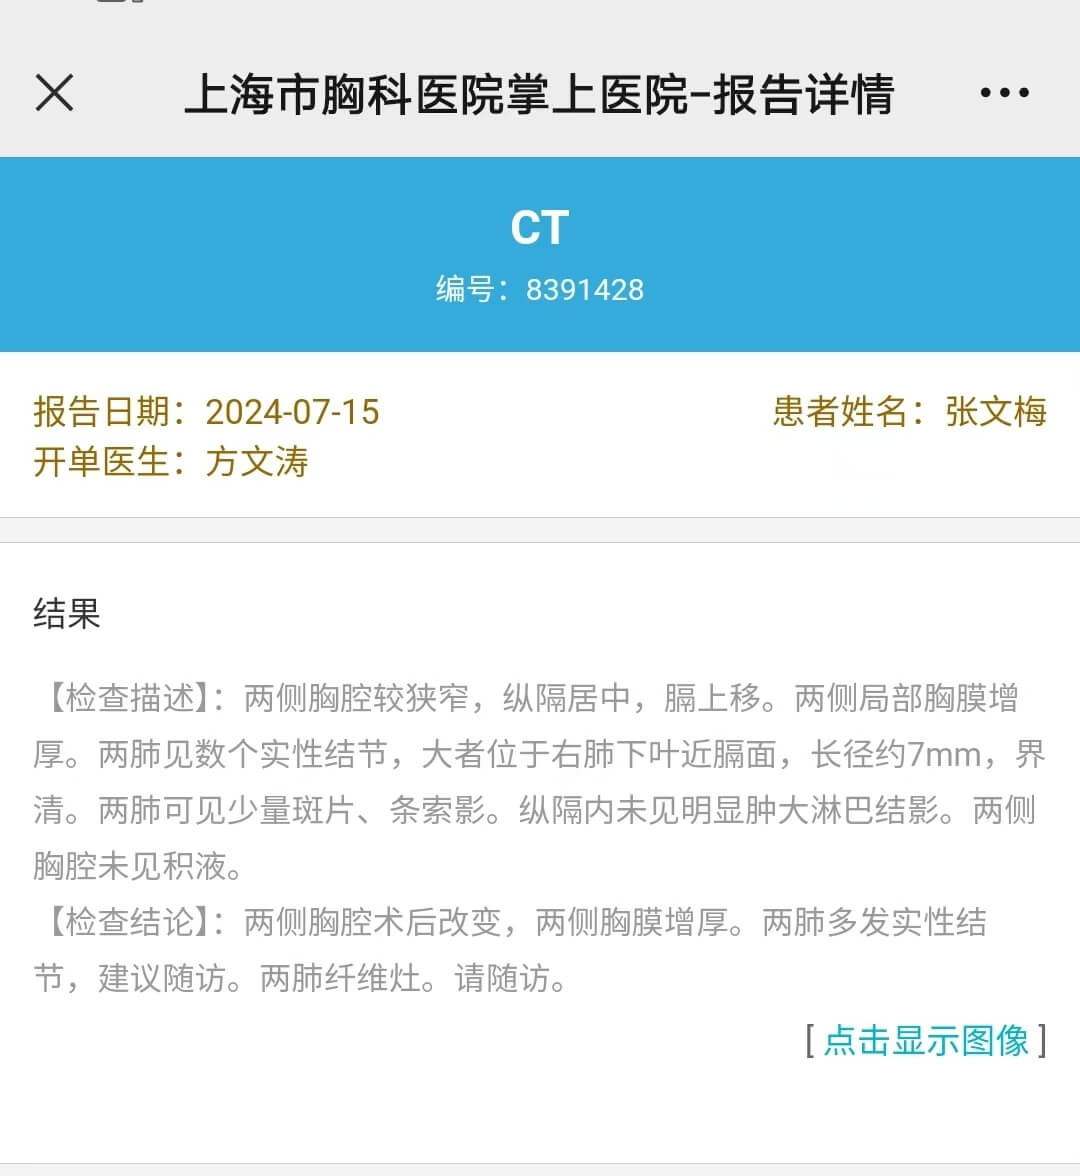 上海市胸科医院掌上医院-报告详情
CT
编号：8391428
报告日期：2024-07-15
患者姓名：张文梅
开单医生：方文涛
结果
【检查描述】：两侧胸腔较狭窄，纵隔居中，膈上移。两侧局部胸膜增
厚。两肺见数个实性结节，大者位于右肺下叶近膈面，长径约7mm，界
清。两肺可见少量斑片、条索影。纵隔内未见明显肿大淋巴结影。两侧
胸腔未见积液。
【检查结论】：两侧胸腔术后改变，两侧胸膜增厚。两肺多发实性结
节，建议随访。两肺纤维灶。请随访。
[ 点击显示图像 ]